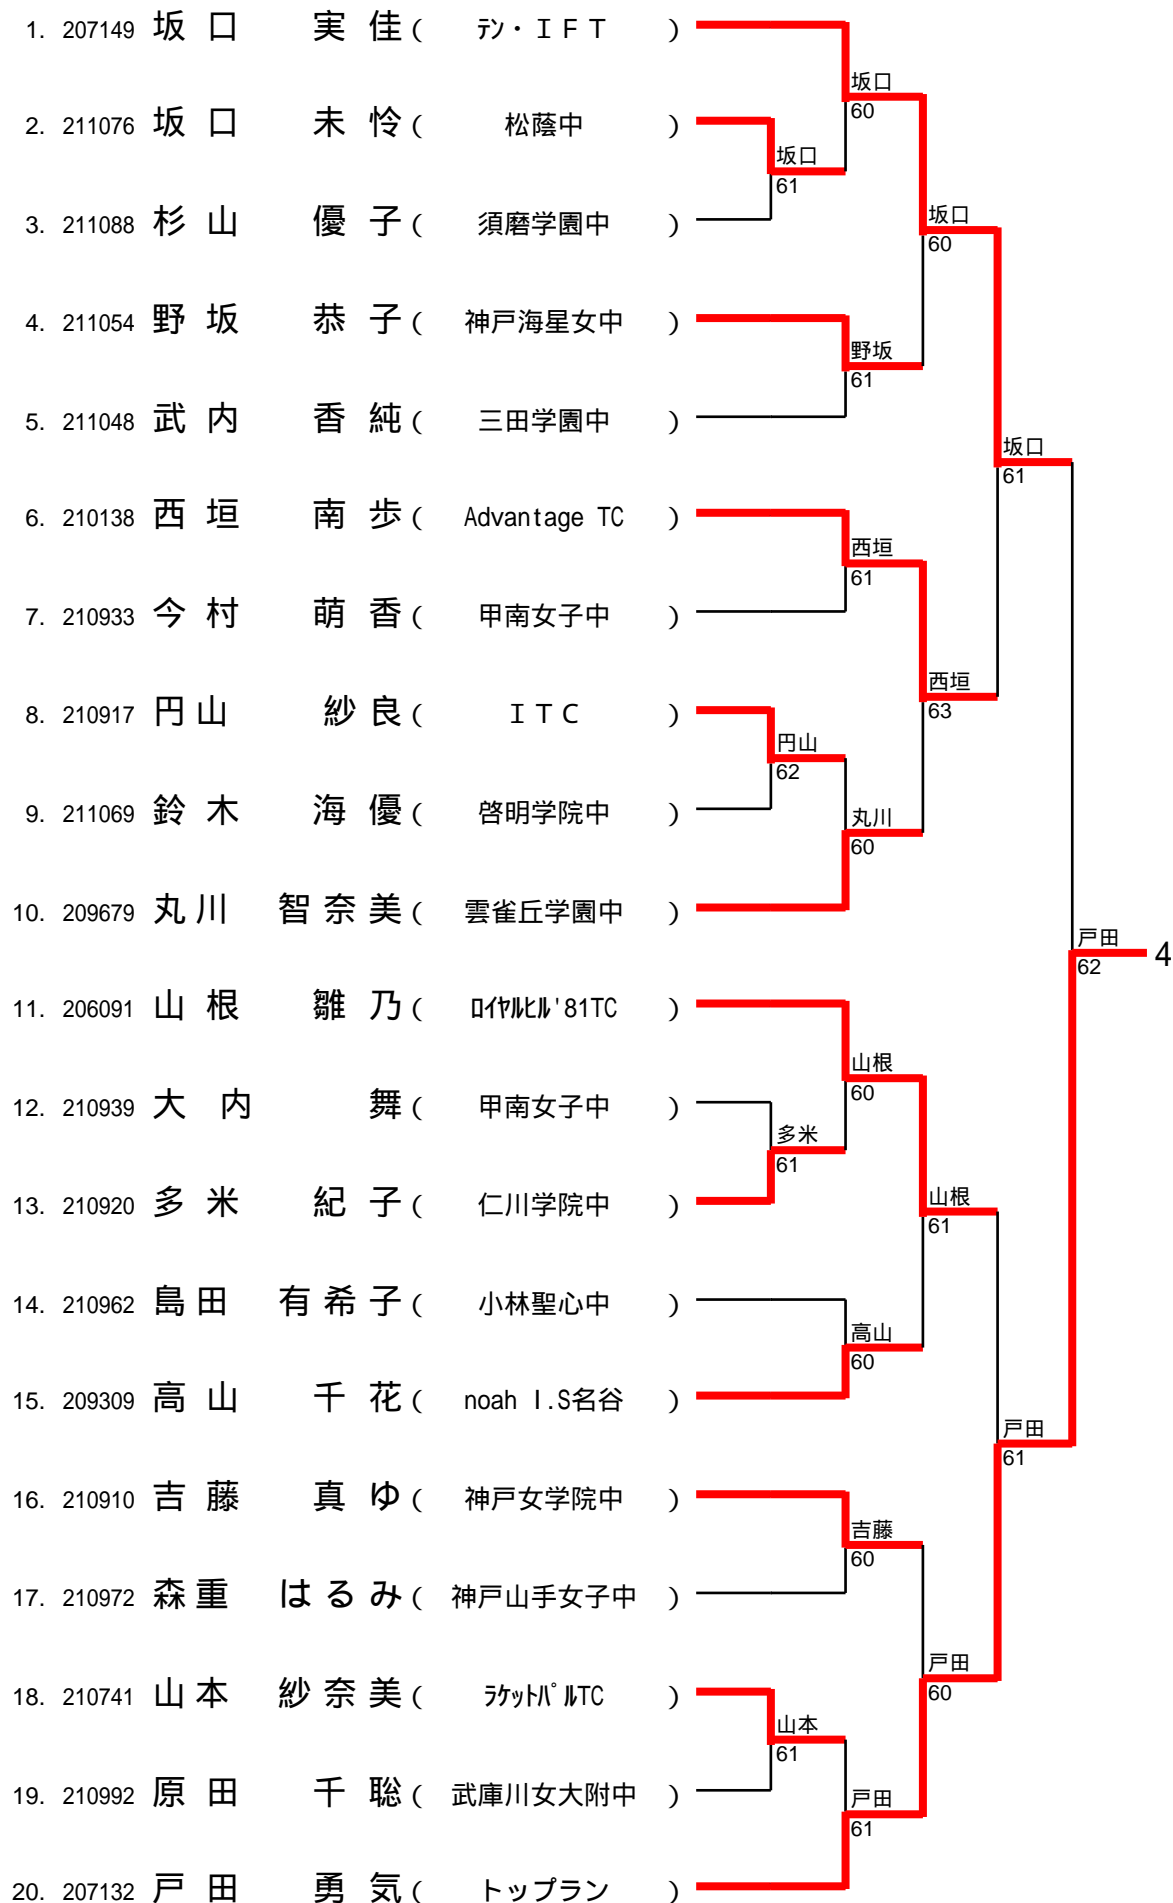 1. 207149 坂口 実佳 ( テン・ＩＦＴ )
坂口
60
2. 211076 坂口 未怜 ( 松蔭中 )
坂口
61
3. 211088 杉山 優子 ( 須磨学園中 )
坂口
60
4. 211054 野坂 恭子 ( 神戸海星女中 )
野坂
61
5. 211048 武内 香純 ( 三田学園中 )
坂口
61
6. 210138 西垣 南歩 ( Advantage TC )
西垣
61
7. 210933 今村 萌香 ( 甲南女子中 )
西垣
63
8. 210917 円山 紗良 ( ＩＴＣ )
円山
62
9. 211069 鈴木 海優 ( 啓明学院中 )
丸川
60
10. 209679 丸川 智奈美 ( 雲雀丘学園中 )
戸田 4
62
11. 206091 山根 雛乃 ( ﾛｲﾔﾙﾋﾙ'81TC )
山根
60
12. 210939 大内 舞 ( 甲南女子中 )
多米
61
13. 210920 多米 紀子 ( 仁川学院中 )
山根
61
14. 210962 島田 有希子 ( 小林聖心中 )
高山
60
15. 209309 高山 千花 ( noah I.S名谷 )
戸田
61
16. 210910 吉藤 真ゆ ( 神戸女学院中 )
吉藤
60
17. 210972 森重 はるみ ( 神戸山手女子中 )
戸田
60
18. 210741 山本 紗奈美 ( ﾗｹｯﾄﾊﾟﾙTC )
山本
61
19. 210992 原田 千聡 ( 武庫川女大附中 )
戸田
61
20. 207132 戸田 勇気 ( トップラン )